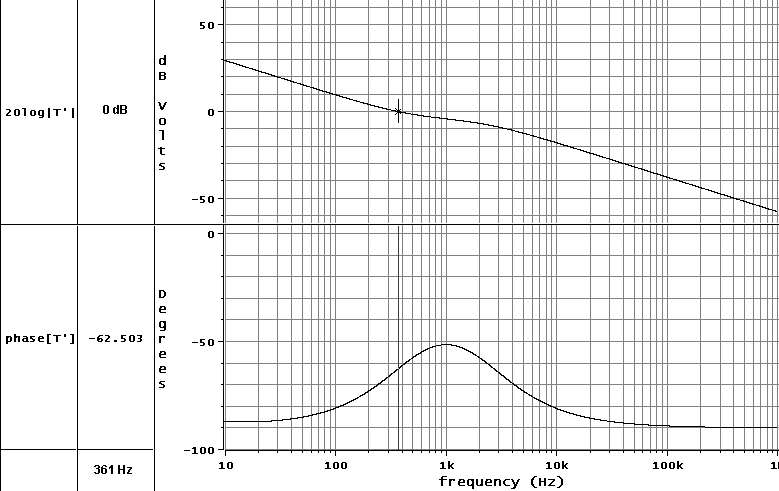 50
0
-50
20log[T']
0dB
dB volts
0
-50
-100
phase[T']
-62.503
Degrees
361Hz
10
100
1k
10k
100k
frequency (Hz)